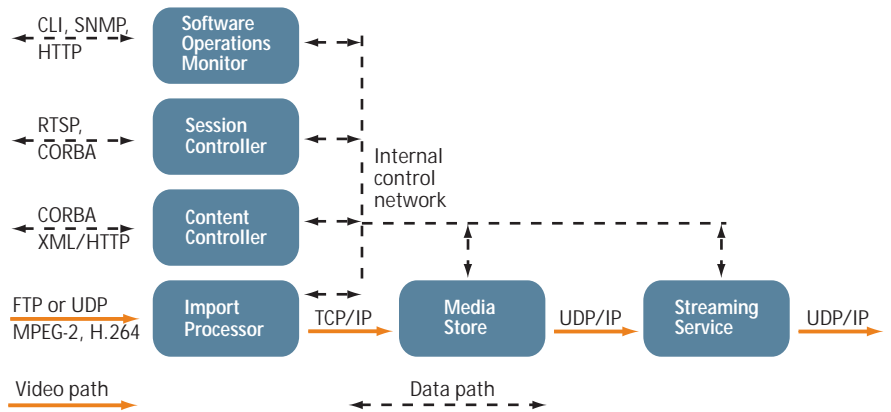 CLI, SNMP,
HTTP
Software
Operations
Monitor
RTSP,
CORBA
Session
Controller
Internal
control
network
CORBA
XML/HTTP
Content
Controller
FTP or UDP
MPEG-2, H.264
Import
Processor
TCP/IP
Media
Store
UDP/IP
Streaming
Service
UDP/IP
Video path
Data path